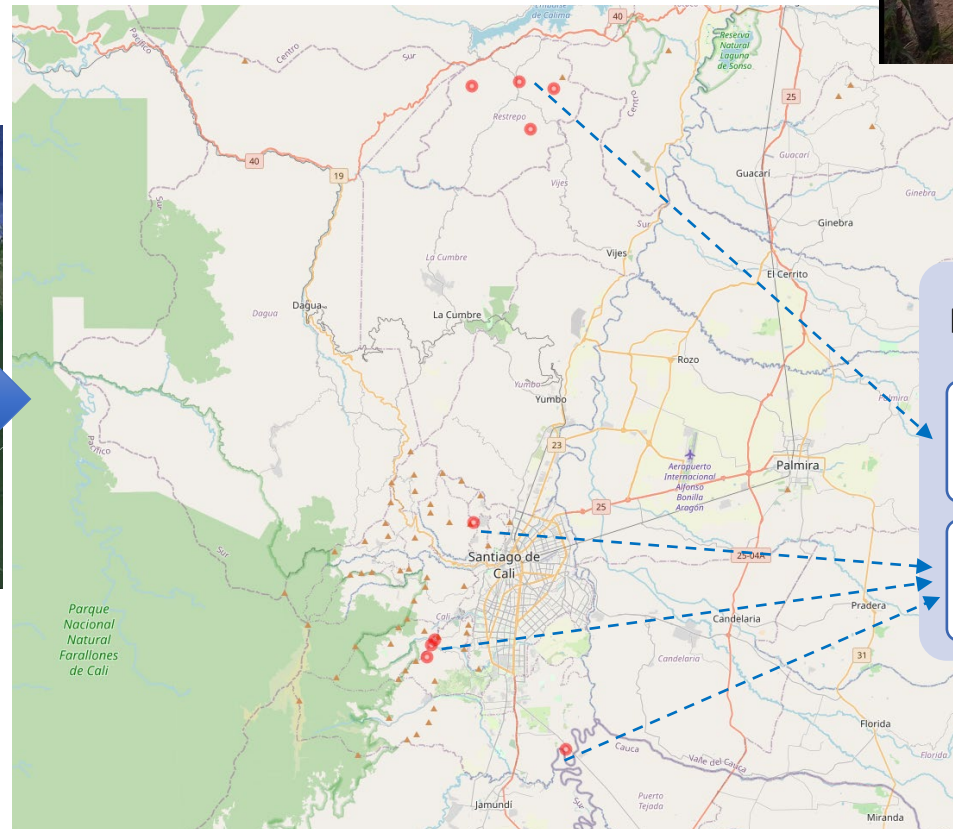 Embalse
de Calima
40
Reserva
Natural
Laguna
de Sonso
Pacífico
Centro
Sur
Centro
25
Restrepo
40
19
Guacarí
Guacarí
Vijes
Ginebra
Sur
Ginebra
Sur
Vijes
La Cumbre
El Cerrito
Dagua
Dagua
La Cumbre
Rozo
Yumbo
Palmira
Yumbo
Pacífico
23
Aeropuerto
Internacional
Alfonso
Bonilla
Aragón
Palmira
25
Sur
Santiago de
Cali
25-04A
Parque
Nacional
Natural
Farallones
de Cali
Pradera
Cali
Candelaria
Candelaria
31
Florida
Cauca
Valle del Cauca
Florida
Puerto
Tejada
Jamundí
Miranda